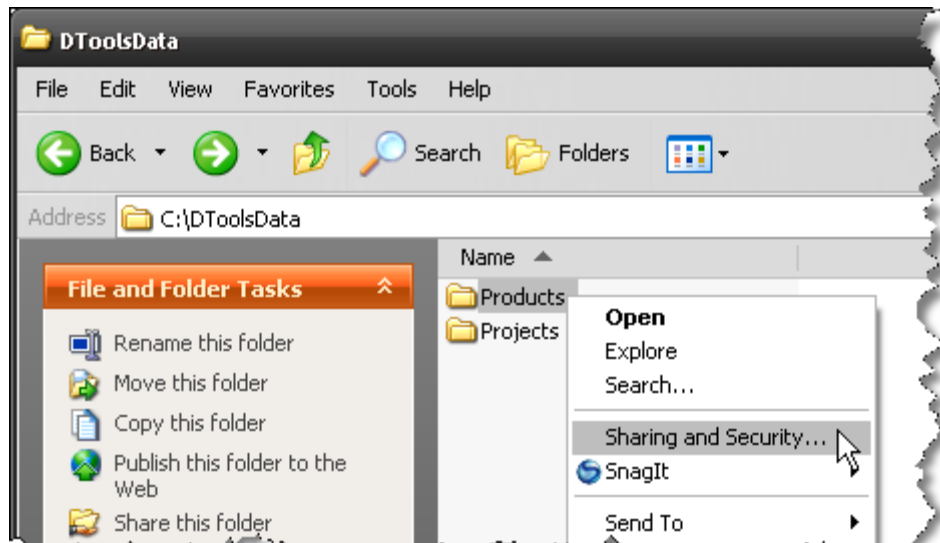 DToolsData
File Edit View Favorites Tools Help
Back Search Folders
Address C:\DToolsData
Name
File and Folder Tasks
Products
Projects
Rename this folder
Move this folder
Copy this folder
Publish this folder to the
Web
Share this folder
Open
Explore
Search...
Sharing and Security...
SnagIt
Send To